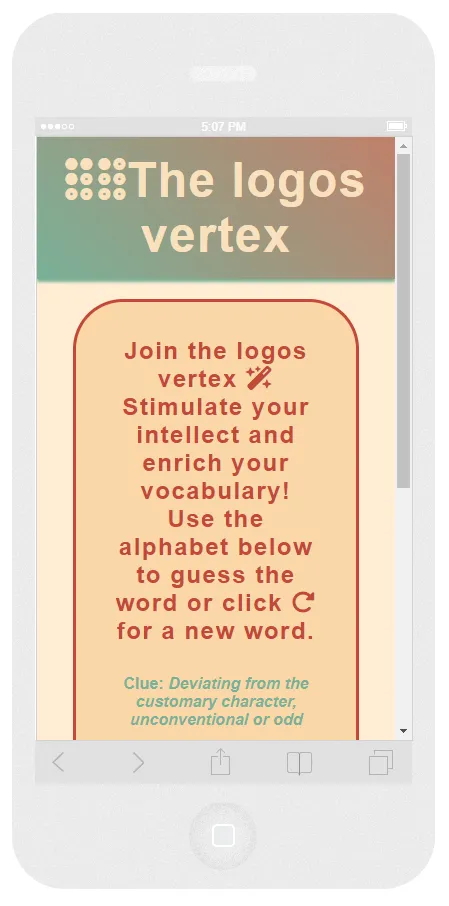 5:07 PM
The logos
vertex
Join the logos
vertex
Stimulate your
intellect and
enrich your
vocabulary!
Use the
alphabet below
to guess the
word or click
for a new word.
Clue: Deviating from the
customary character,
unconventional or odd